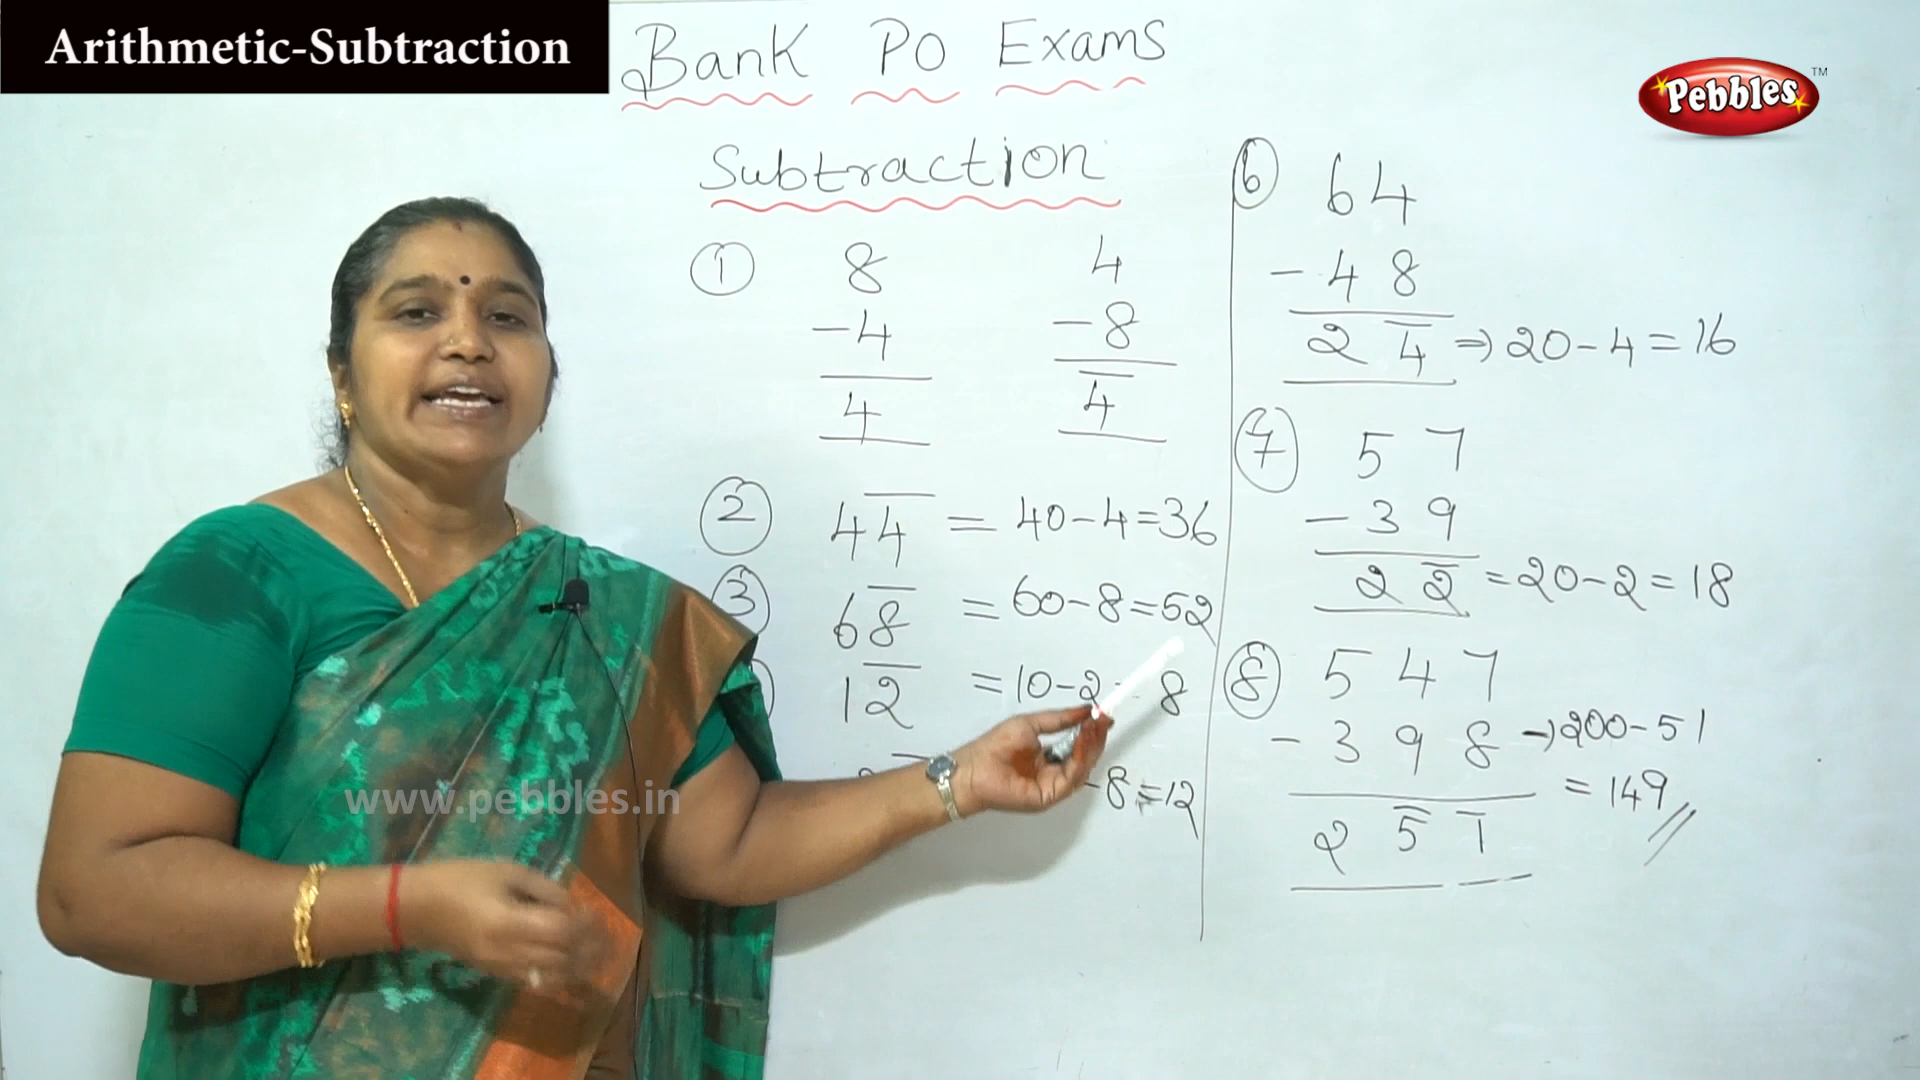 Arithmetic-Subtraction
Pebbles™
Bank PO Exams
Subtraction
① 8 4
-4 -8
4 4̅
② 44̅ = 40-4=36
③ 68̅ = 60-8=52
12̅ =10-2= 8
-8=12
⑥ 64
-48
24̅ ⇒20-4=16
⑦ 57
-39
22̅ =20-2=18
⑧ 547
-398 →200-51
=149
25̅1̅
www.pebbles.in